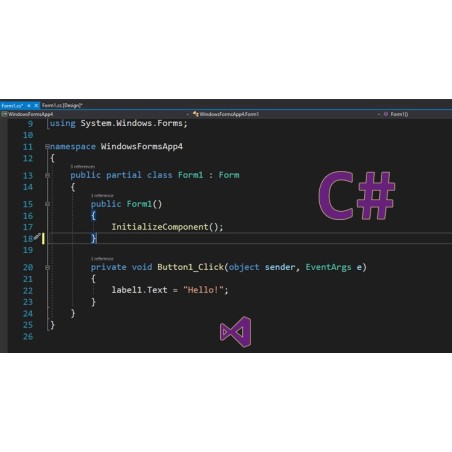 Form1.cs* Form1.cs [Design]*
WindowsFormsApp4 WindowsFormsApp4.Form1 Form1()
9 using System.Windows.Forms;
10
11 namespace WindowsFormsApp4
12 {
3 references
13 public partial class Form1 : Form
14 {
1 reference
15 public Form1()
16 {
17 InitializeComponent();
18 }
19
1 reference
20 private void Button1_Click(object sender, EventArgs e)
21 {
22 label1.Text = "Hello!";
23 }
24 }
25 }
26
C#